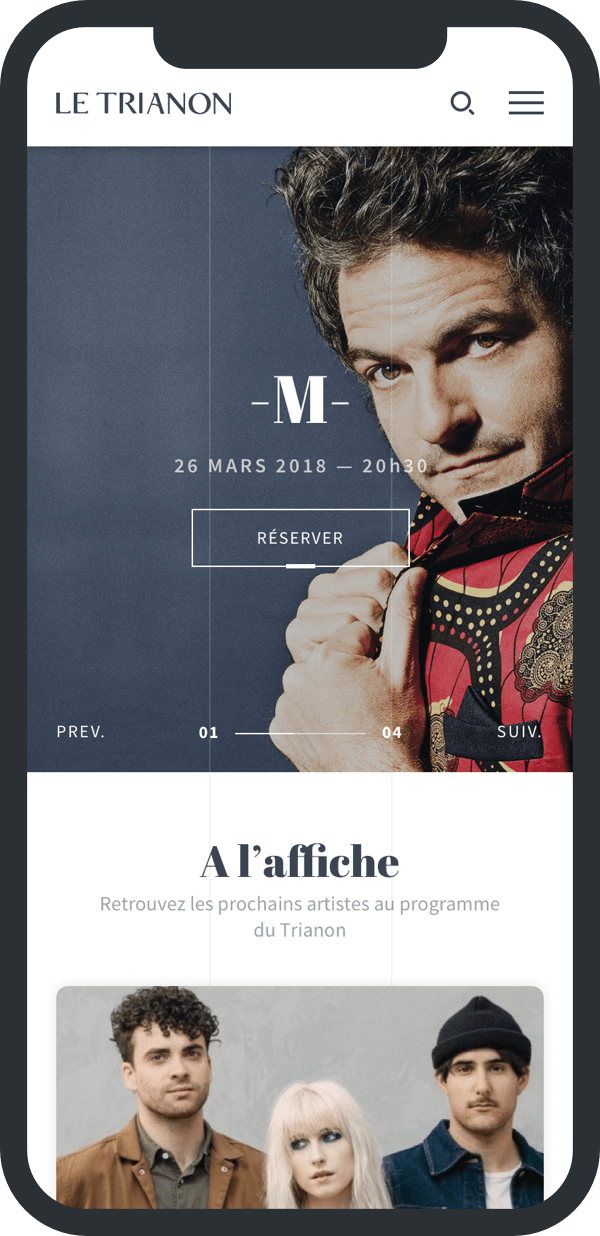 LE TRIANON
-M-
26 MARS 2018 — 20h30
RÉSERVER
PREV. 01 04 SUIV.
A l’affiche
Retrouvez les prochains artistes au programme
du Trianon